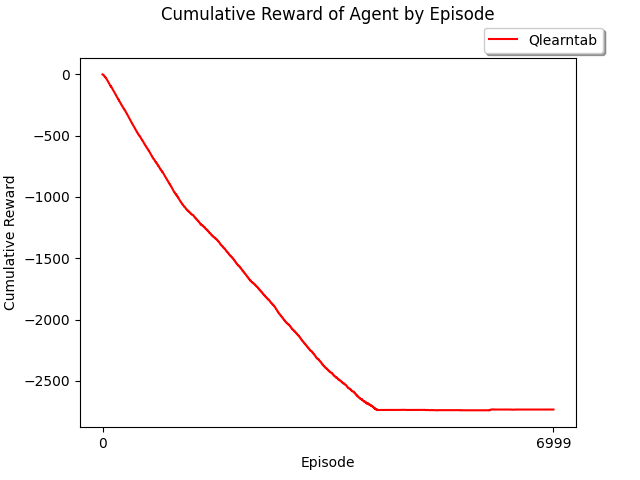 Cumulative Reward of Agent by Episode
Qlearntab
0
−500
−1000
−1500
−2000
−2500
Cumulative Reward
0 6999
Episode